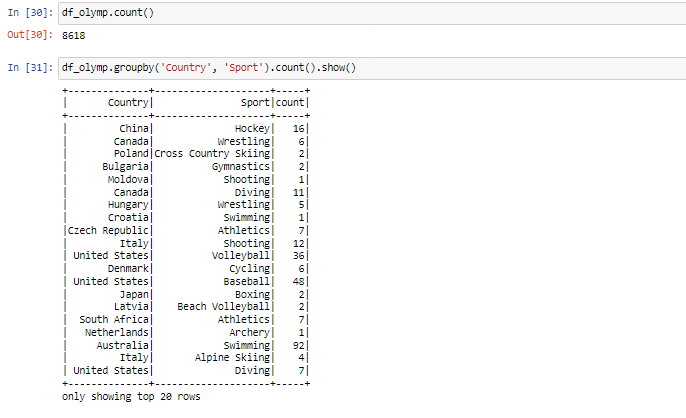 In [30]: df_olymp.count()
Out[30]: 8618
In [31]: df_olymp.groupby('Country', 'Sport').count().show()
+--------------+--------------------+-----+
|       Country|               Sport|count|
+--------------+--------------------+-----+
|         China|              Hockey|   16|
|        Canada|           Wrestling|    6|
|        Poland|Cross Country Skiing|    2|
|      Bulgaria|          Gymnastics|    2|
|       Moldova|            Shooting|    1|
|        Canada|              Diving|   11|
|       Hungary|           Wrestling|    5|
|       Croatia|            Swimming|    1|
|Czech Republic|           Athletics|    7|
|         Italy|            Shooting|   12|
| United States|          Volleyball|   36|
|       Denmark|             Cycling|    6|
| United States|            Baseball|   48|
|         Japan|              Boxing|    2|
|        Latvia|    Beach Volleyball|    2|
|  South Africa|           Athletics|    7|
|   Netherlands|             Archery|    1|
|     Australia|            Swimming|   92|
|         Italy|       Alpine Skiing|    4|
| United States|              Diving|    7|
+--------------+--------------------+-----+
only showing top 20 rows